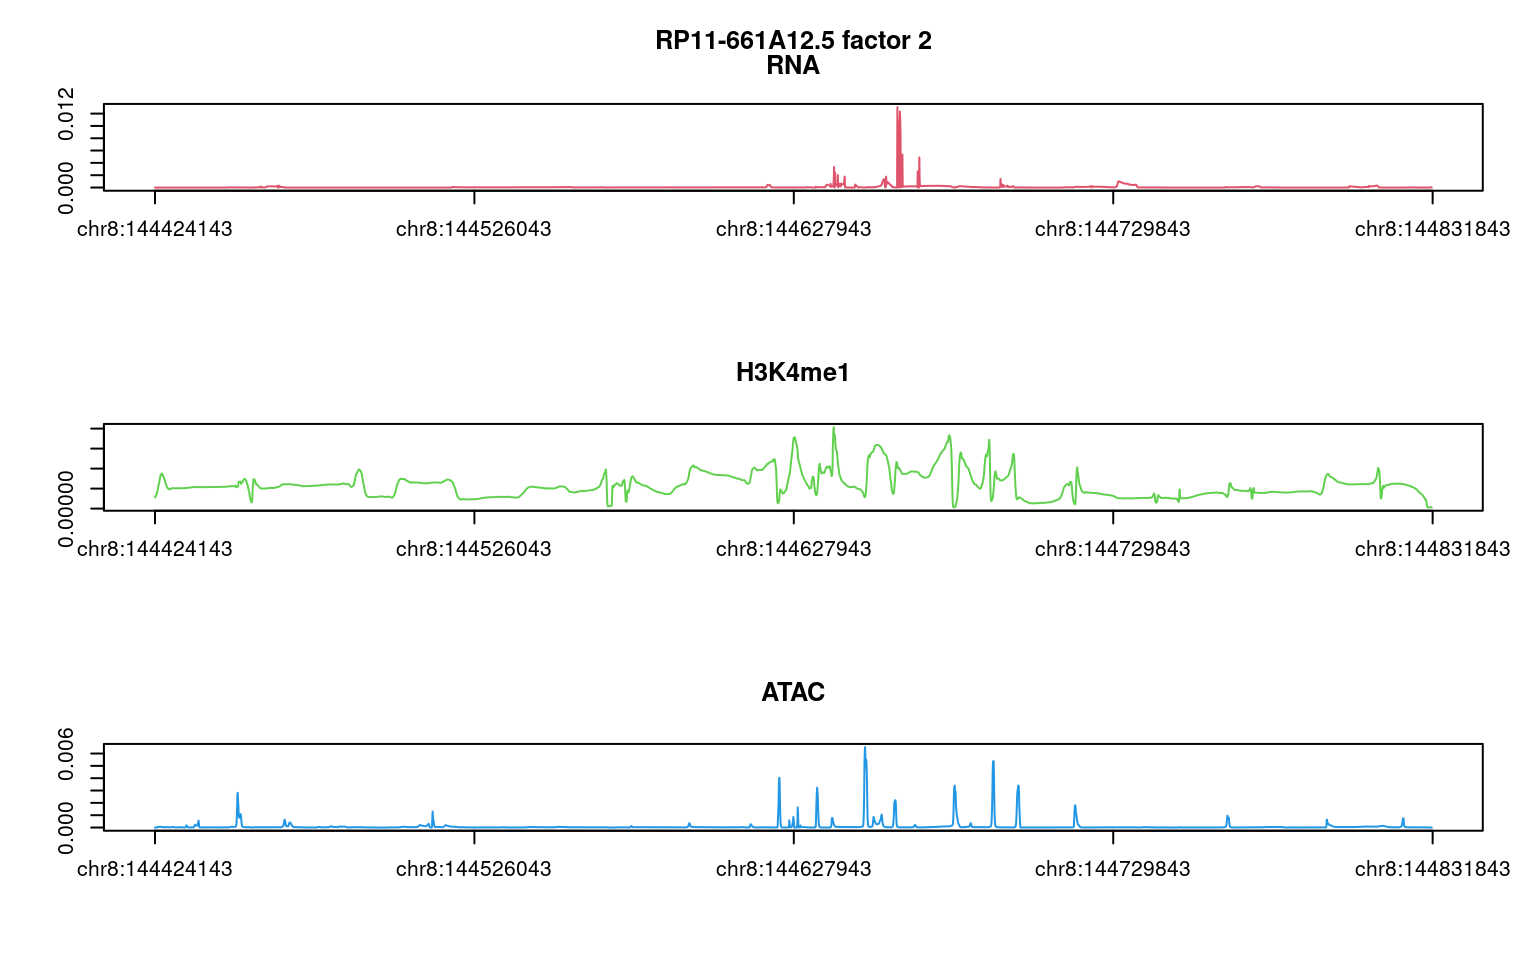 RP11-661A12.5 factor 2
RNA
0.012
0.000
chr8:144424143 chr8:144526043 chr8:144627943 chr8:144729843 chr8:144831843
H3K4me1
0.00000
chr8:144424143 chr8:144526043 chr8:144627943 chr8:144729843 chr8:144831843
ATAC
0.006
0.000
chr8:144424143 chr8:144526043 chr8:144627943 chr8:144729843 chr8:144831843